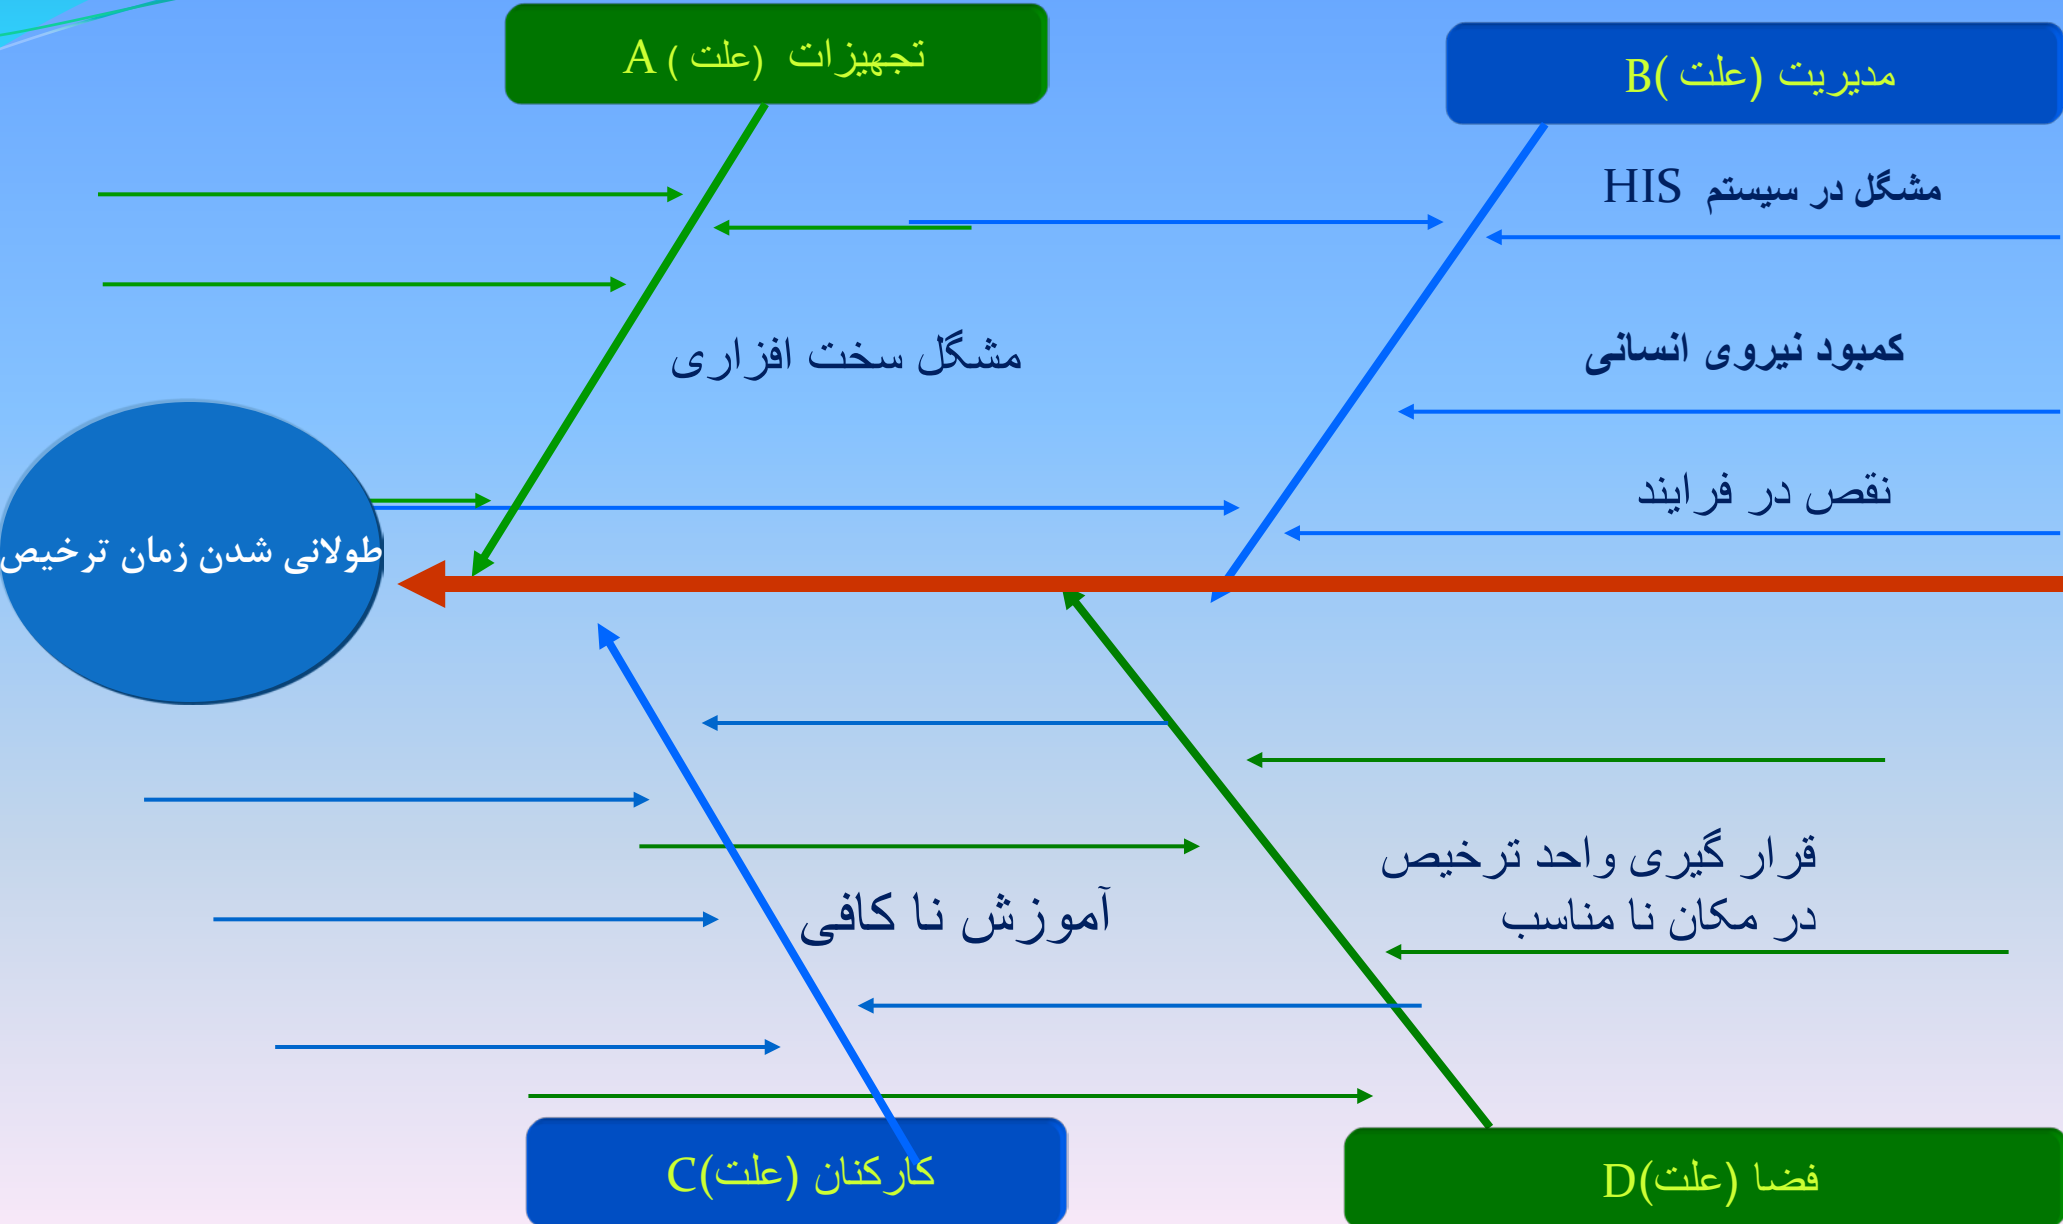 تجهیزات (علت ) A
مدیریت (علت )B
مشگل در سیستم HIS
مشگل سخت افزاری
کمبود نیروی انسانی
نقص در فرایند
طولانی شدن زمان ترخیص
قرار گیری واحد ترخیص
در مکان نا مناسب
آموزش نا کافی
کارکنان (علت)C
فضا (علت)D